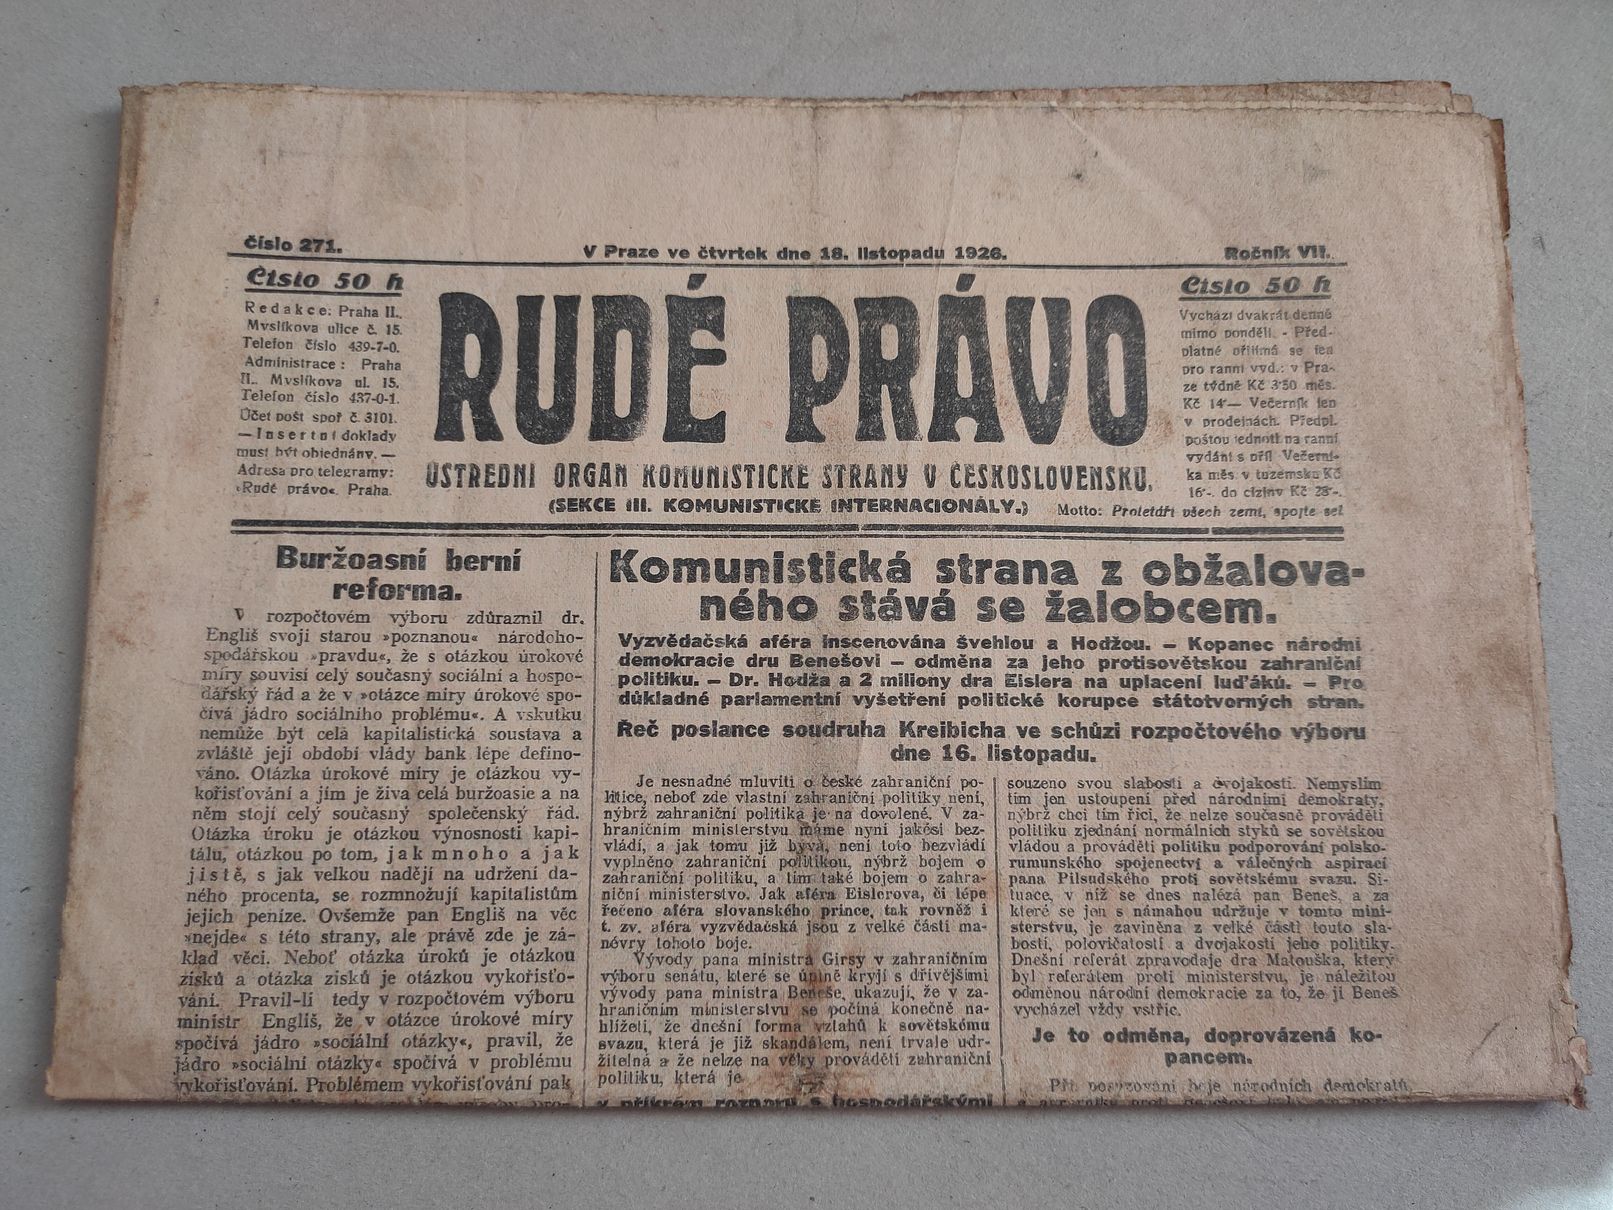 Číslo 271.
V Praze ve čtvrtek dne 18. listopadu 1926.
Ročník VII.
Číslo 50 h
Redakce: Praha II.,
Myslíkova ulice č. 15.
Telefon číslo 439-7-0.
Administrace: Praha
II., Myslíkova ul. 15.
Telefon číslo 437-0-1.
Účet pošt. spoř. č. 3101.
— Insertní doklady
musí být objednány. —
Adresa pro telegramy:
»Rudé právo«, Praha.
RUDÉ PRÁVO
ÚSTŘEDNÍ ORGÁN KOMUNISTICKÉ STRANY V ČESKOSLOVENSKU.
(SEKCE III. KOMUNISTICKÉ INTERNACIONÁLY.)
Motto: Proletáři všech zemí, spojte se!
Číslo 50 h
Vychází dvakrát denně
mimo pondělí. - Před-
platné přijímá se jen
pro ranní vyd.: v Pra-
ze týdně Kč 3·50 měs.
Kč 14·— Večerník jen
v prodejnách. Předpl.
poštou jednotl. na ranní
vydání s příl. Večerní-
ka měs. v tuzemsku Kč
16·-, do ciziny Kč 28·-.
Buržoasní berní
reforma.
V rozpočtovém výboru zdůraznil dr.
Engliš svoji starou »poznanou« národoho-
spodářskou »pravdu«, že s otázkou úrokové
míry souvisí celý současný sociální a hospo-
dářský řád a že v »otázce míry úrokové spo-
čívá jádro sociálního problému«. A vskutku
nemůže být celá kapitalistická soustava a
zvláště její období vlády bank lépe defino-
váno. Otázka úrokové míry je otázkou vy-
kořisťování a jím je živa celá buržoasie a na
něm stojí celý současný společenský řád.
Otázka úroku je otázkou výnosnosti kapi-
tálu, otázkou po tom, jak mnoho a jak
jistě, s jak velkou nadějí na udržení da-
ného procenta, se rozmnožují kapitalistům
jejich peníze. Ovšemže pan Engliš na věc
»nejde« s této strany, ale právě zde je zá-
klad věci. Neboť otázka úroků je otázkou
zisků a otázka zisků je otázkou vykořisťo-
vání. Pravil-li tedy v rozpočtovém výboru
ministr Engliš, že v otázce úrokové míry
spočívá jádro »sociální otázky«, pravil, že
jádro »sociální otázky« spočívá v problému
vykořisťování. Problémem vykořisťování pak
Komunistická strana z obžalova-
ného stává se žalobcem.
Vyzvědačská aféra inscenována Švehlou a Hodžou. — Kopanec národní
demokracie dru Benešovi — odměna za jeho protisovětskou zahraniční
politiku. — Dr. Hodža a 2 miliony dra Eislera na uplacení luďáků. — Pro
důkladné parlamentní vyšetření politické korupce státotvorných stran.
Řeč poslance soudruha Kreibicha ve schůzi rozpočtového výboru
dne 16. listopadu.
Je nesnadné mluviti o české zahraniční po-
litice, neboť zde vlastní zahraniční politiky není,
nýbrž zahraniční politika je na dovolené. V za-
hraničním ministerstvu máme nyní jakési bez-
vládí, a jak tomu již bývá, není toto bezvládí
vyplněno zahraniční politikou, nýbrž bojem o
zahraniční politiku, a tím také bojem o zahra-
niční ministerstvo. Jak aféra Eislerova, či lépe
řečeno aféra slovanského prince, tak rovněž i
t. zv. aféra vyzvědačská jsou z velké části ma-
névry tohoto boje.
Vývody pana ministra Girsy v zahraničním
výboru senátu, které se úplně kryjí s dřívějšími
vývody pana ministra Beneše, ukazují, že v za-
hraničním ministerstvu se počíná konečně na-
hlížeti, že dnešní forma vztahů k sovětskému
svazu, která je již skandálem, není trvale udr-
žitelná a že nelze na věky prováděti zahraniční
politiku, která je
v příkrém rozporu s hospodářskými
souzeno svou slabostí a dvojakostí. Nemyslím
tím jen ustoupení před národními demokraty,
nýbrž chci tím říci, že nelze současně prováděti
politiku zjednání normálních styků se sovětskou
vládou a prováděti politiku podporování polsko-
rumunského spojenectví a válečných aspirací
pana Pilsudského proti sovětskému svazu. Si-
tuace, v níž se dnes nalézá pan Beneš, a za
které se jen s námahou udržuje v tomto mini-
sterstvu, je zaviněna z velké části touto sla-
bostí, polovičatostí a dvojakostí jeho politiky.
Dnešní referát zpravodaje dra Matouška, který
byl referátem proti ministerstvu, je náležitou
odměnou národní demokracie za to, že jí Beneš
vycházel vždy vstříc.
Je to odměna, doprovázená ko-
pancem.
Při posuzování boje národních demokratů,